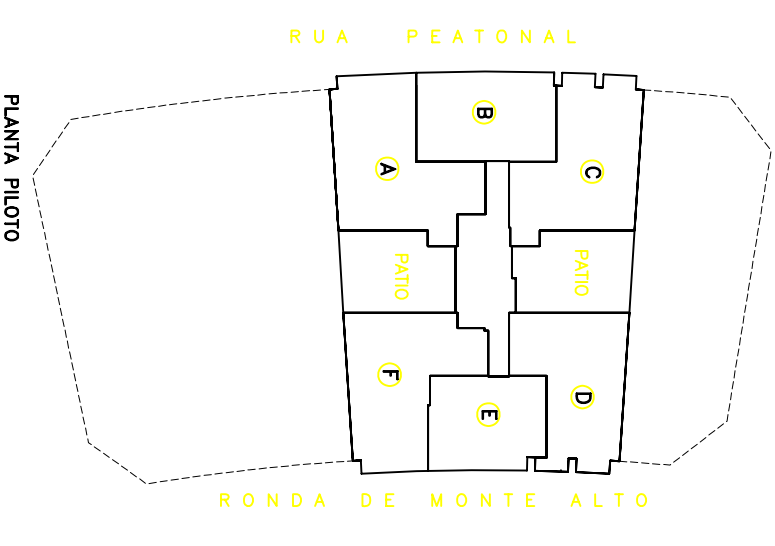 RUA PEATONAL
PLANTA PILOTO
B
A
C
PATIO
PATIO
F
D
E
RONDA DE MONTE ALTO